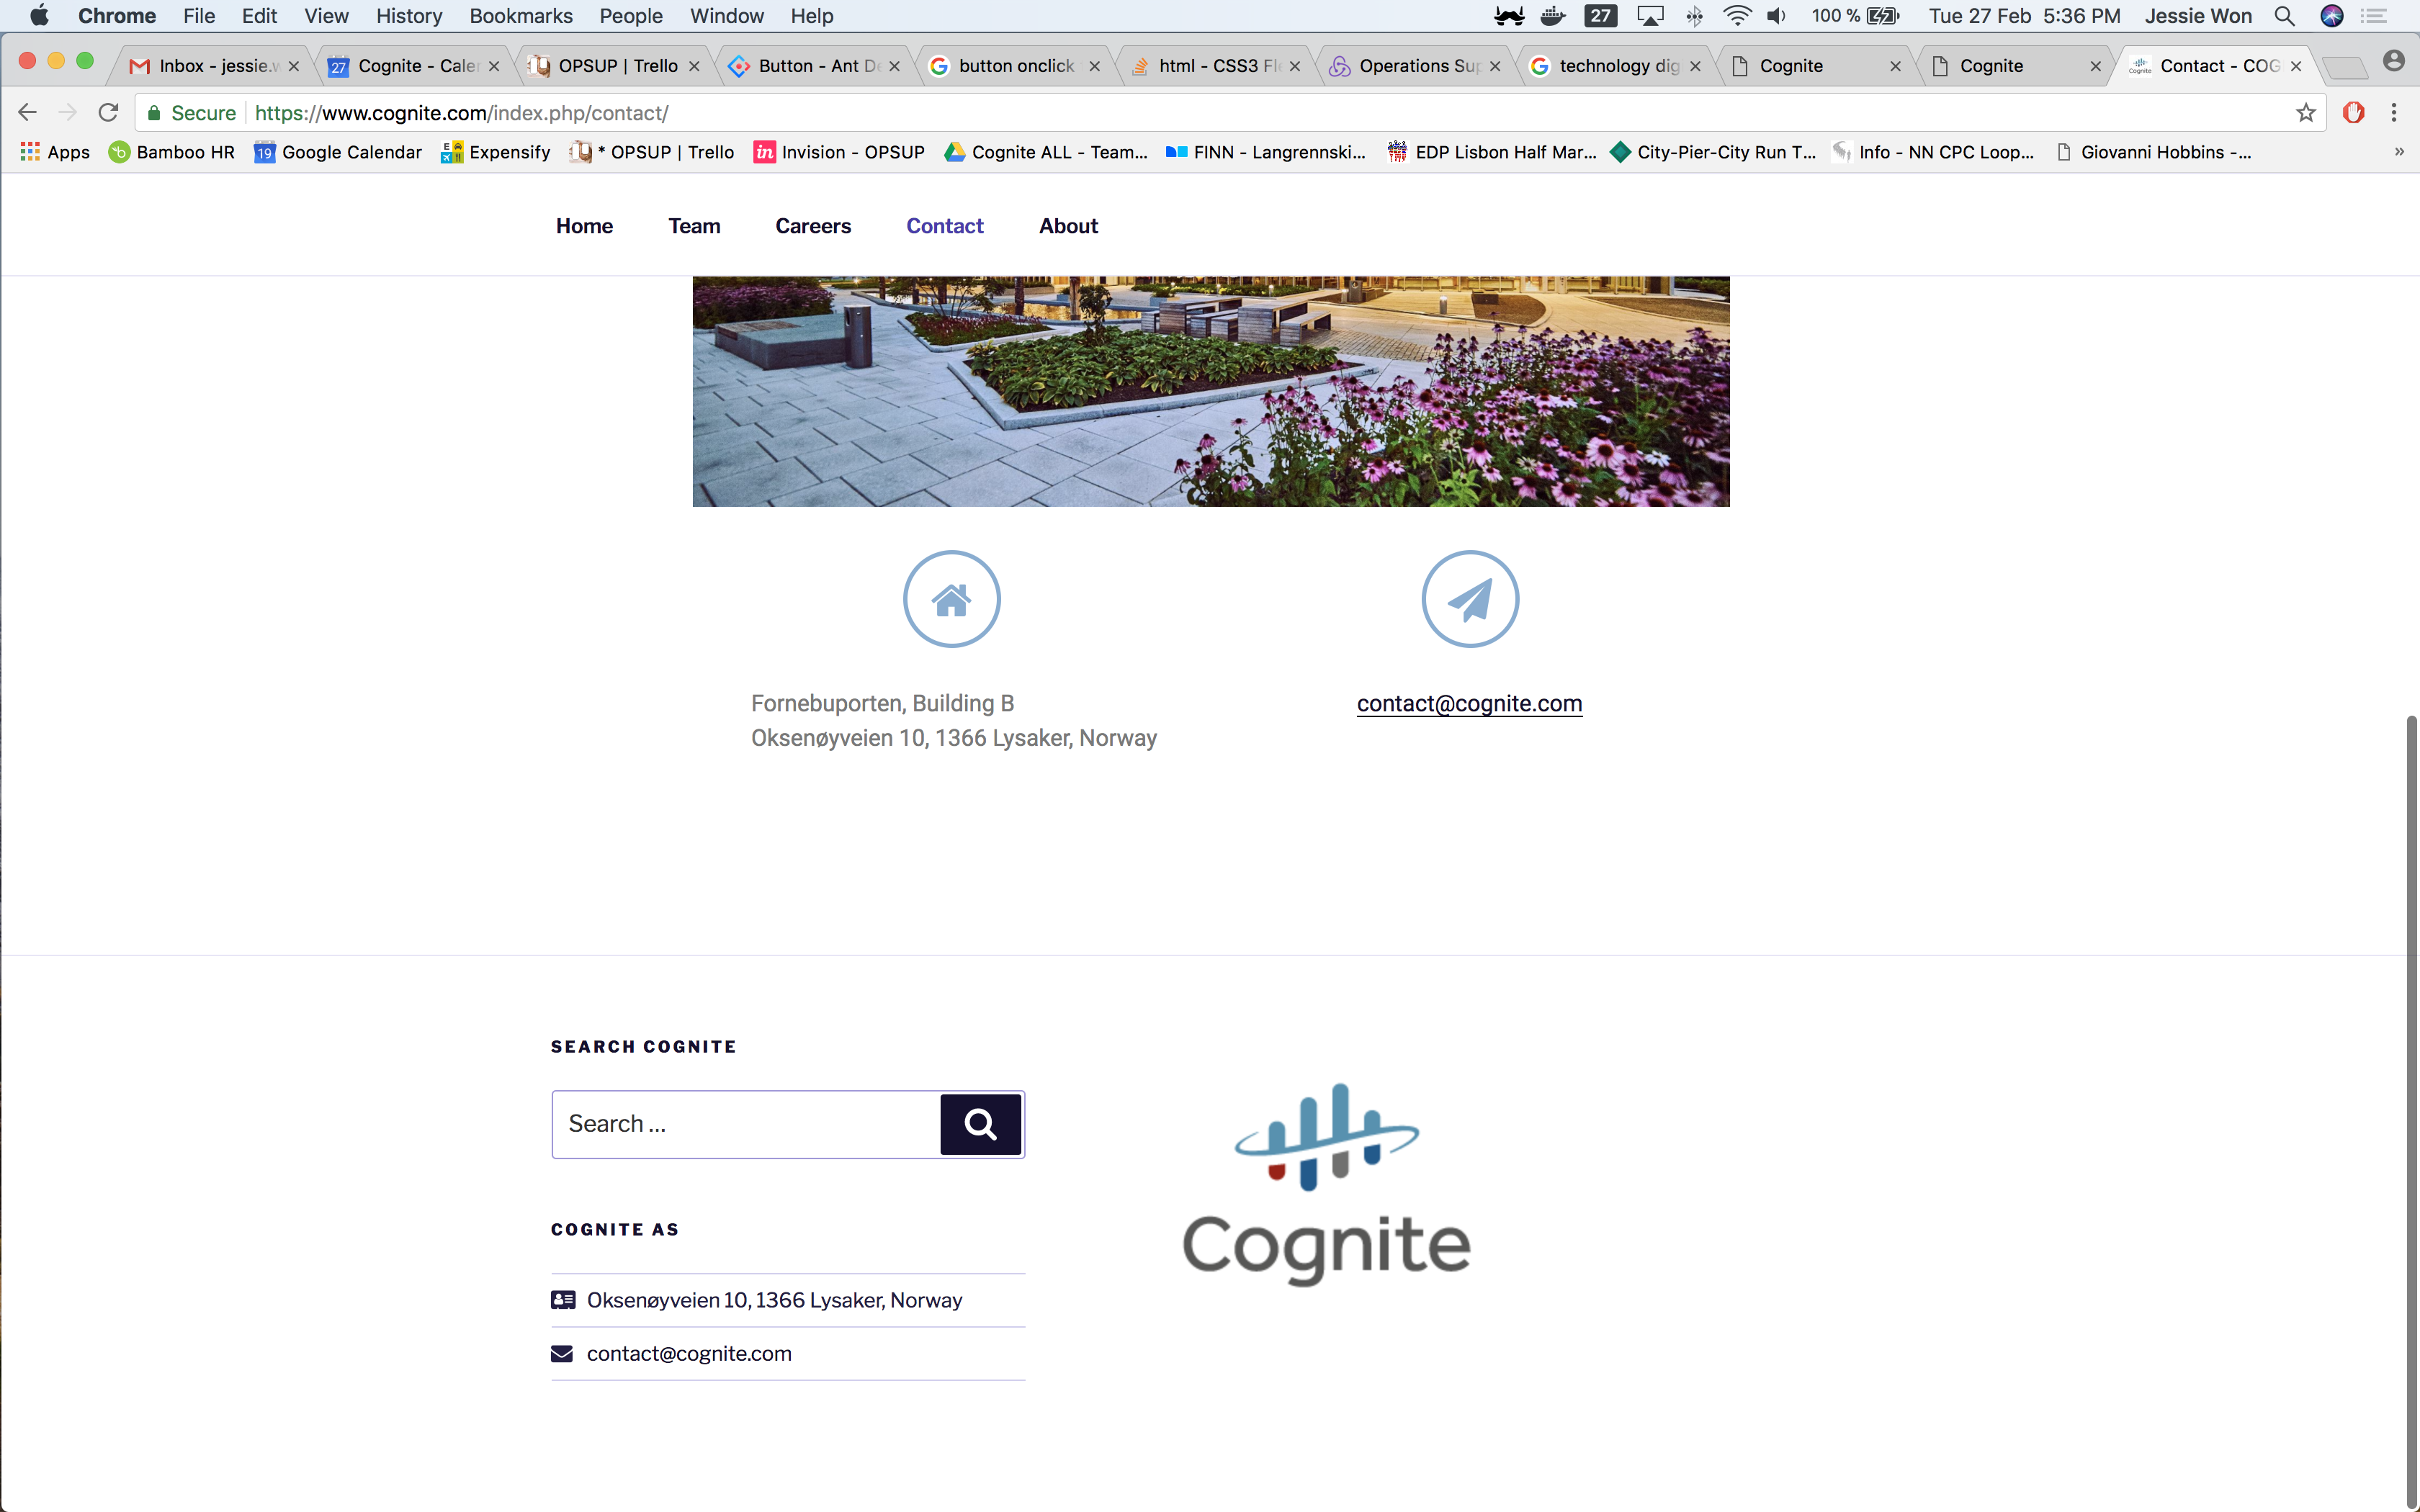 Chrome File Edit View History Bookmarks People Window Help 27 100 % Tue 27 Feb 5:36 PM Jessie Won
Inbox - jessie.w 27 Cognite - Caler OPSUP | Trello Button - Ant De button onclick html - CSS3 Fle Operations Sup technology dig Cognite Cognite Cognite Contact - COG
Secure https://www.cognite.com/index.php/contact/
Apps Bamboo HR 19 Google Calendar Expensify * OPSUP | Trello in Invision - OPSUP Cognite ALL - Team... FINN - Langrennski... EDP Lisbon Half Mar... City-Pier-City Run T... Info - NN CPC Loop... Giovanni Hobbins -... »
Home Team Careers Contact About
Fornebuporten, Building B
Oksenøyveien 10, 1366 Lysaker, Norway
contact@cognite.com
SEARCH COGNITE
Search ...
COGNITE AS
Oksenøyveien 10, 1366 Lysaker, Norway
contact@cognite.com
Cognite